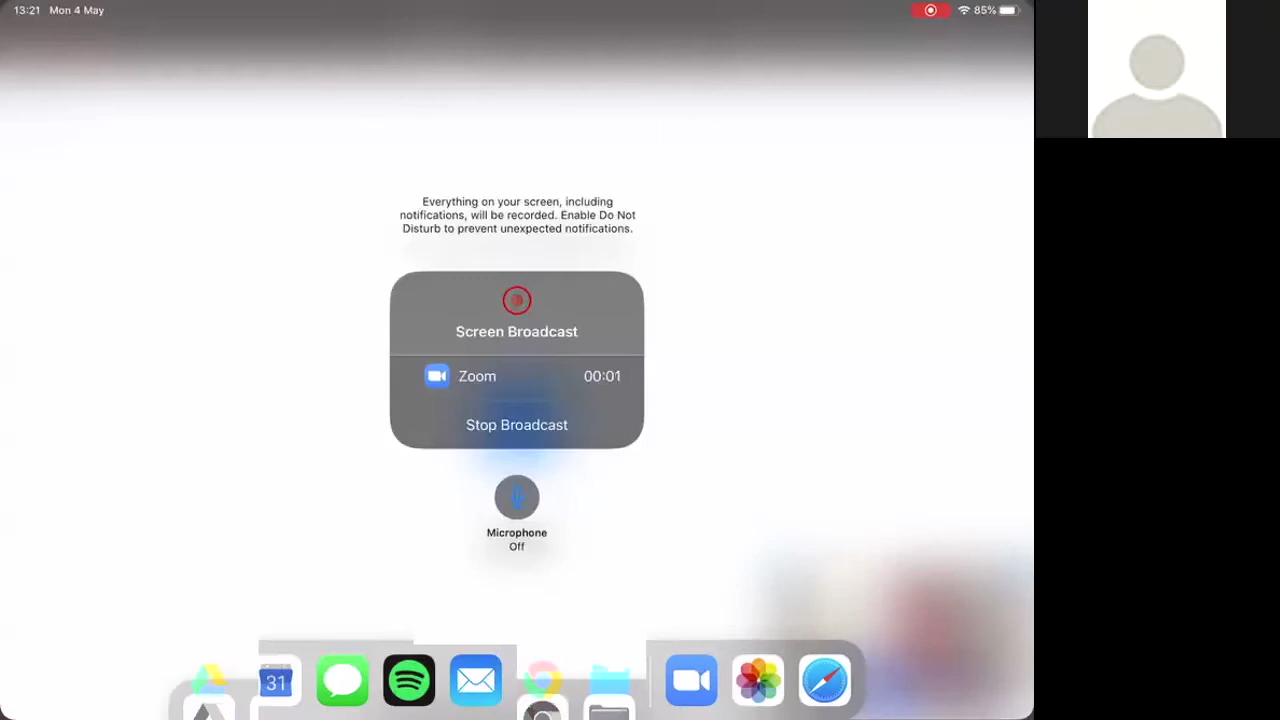 13:21 Mon 4 May
85%
Everything on your screen, including
notifications, will be recorded. Enable Do Not
Disturb to prevent unexpected notifications.
Screen Broadcast
Zoom 00:01
Stop Broadcast
Microphone
Off
31